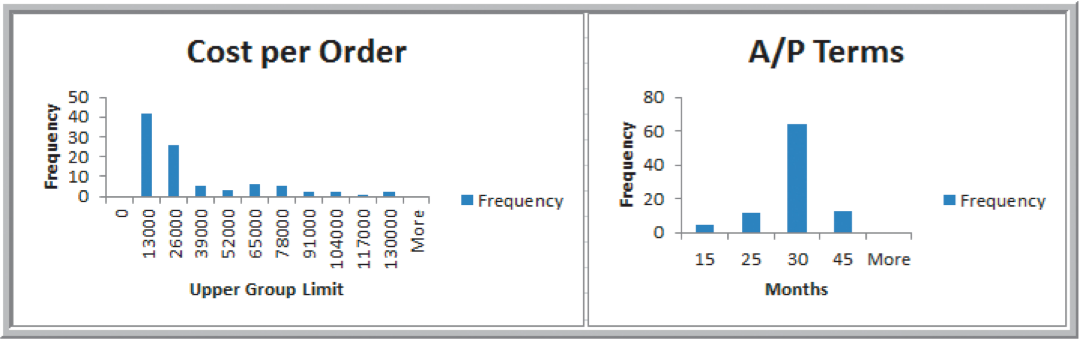 Cost per Order
Frequency
50
40
30
20
10
0
0
13000
26000
39000
52000
65000
78000
91000
104000
117000
130000
More
Upper Group Limit
Frequency
A/P Terms
Frequency
80
60
40
20
0
15 25 30 45 More
Months
Frequency